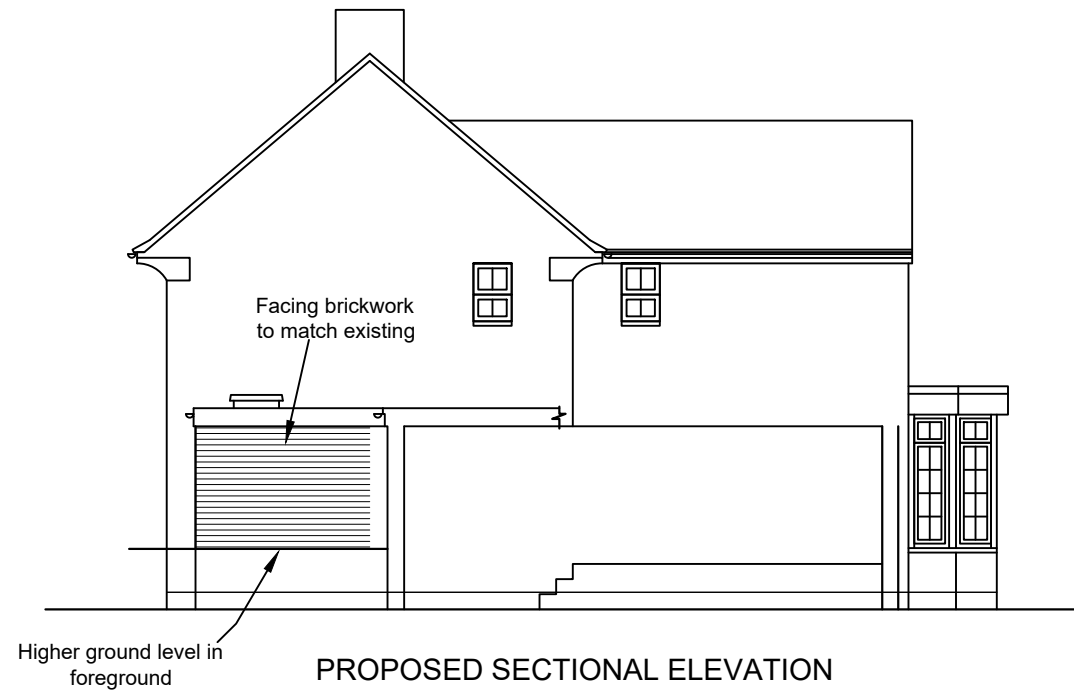 Facing brickwork
to match existing
Higher ground level in
foreground
PROPOSED SECTIONAL ELEVATION